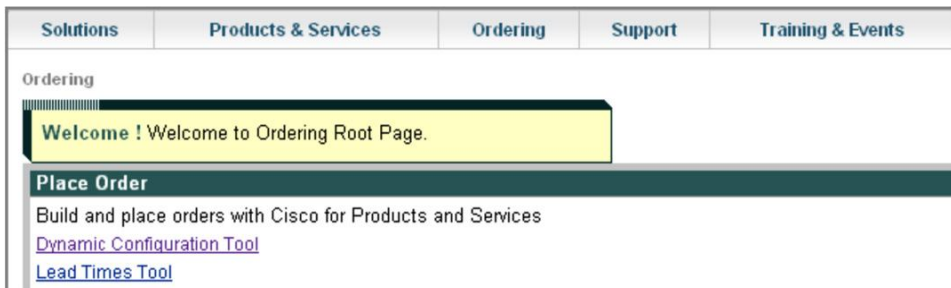 Solutions Products & Services Ordering Support Training & Events
Ordering
Welcome ! Welcome to Ordering Root Page.
Place Order
Build and place orders with Cisco for Products and Services
Dynamic Configuration Tool
Lead Times Tool